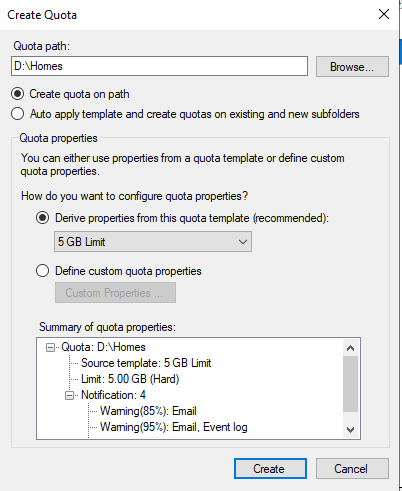 Create Quota
Quota path:
D:\Homes
Browse...
Create quota on path
Auto apply template and create quotas on existing and new subfolders
Quota properties
You can either use properties from a quota template or define custom
quota properties.
How do you want to configure quota properties?
Derive properties from this quota template (recommended):
5 GB Limit
Define custom quota properties
Custom Properties ...
Summary of quota properties:
Quota: D:\Homes
Source template: 5 GB Limit
Limit: 5.00 GB (Hard)
Notification: 4
Warning(85%): Email
Warning(95%): Email, Event log
Create
Cancel